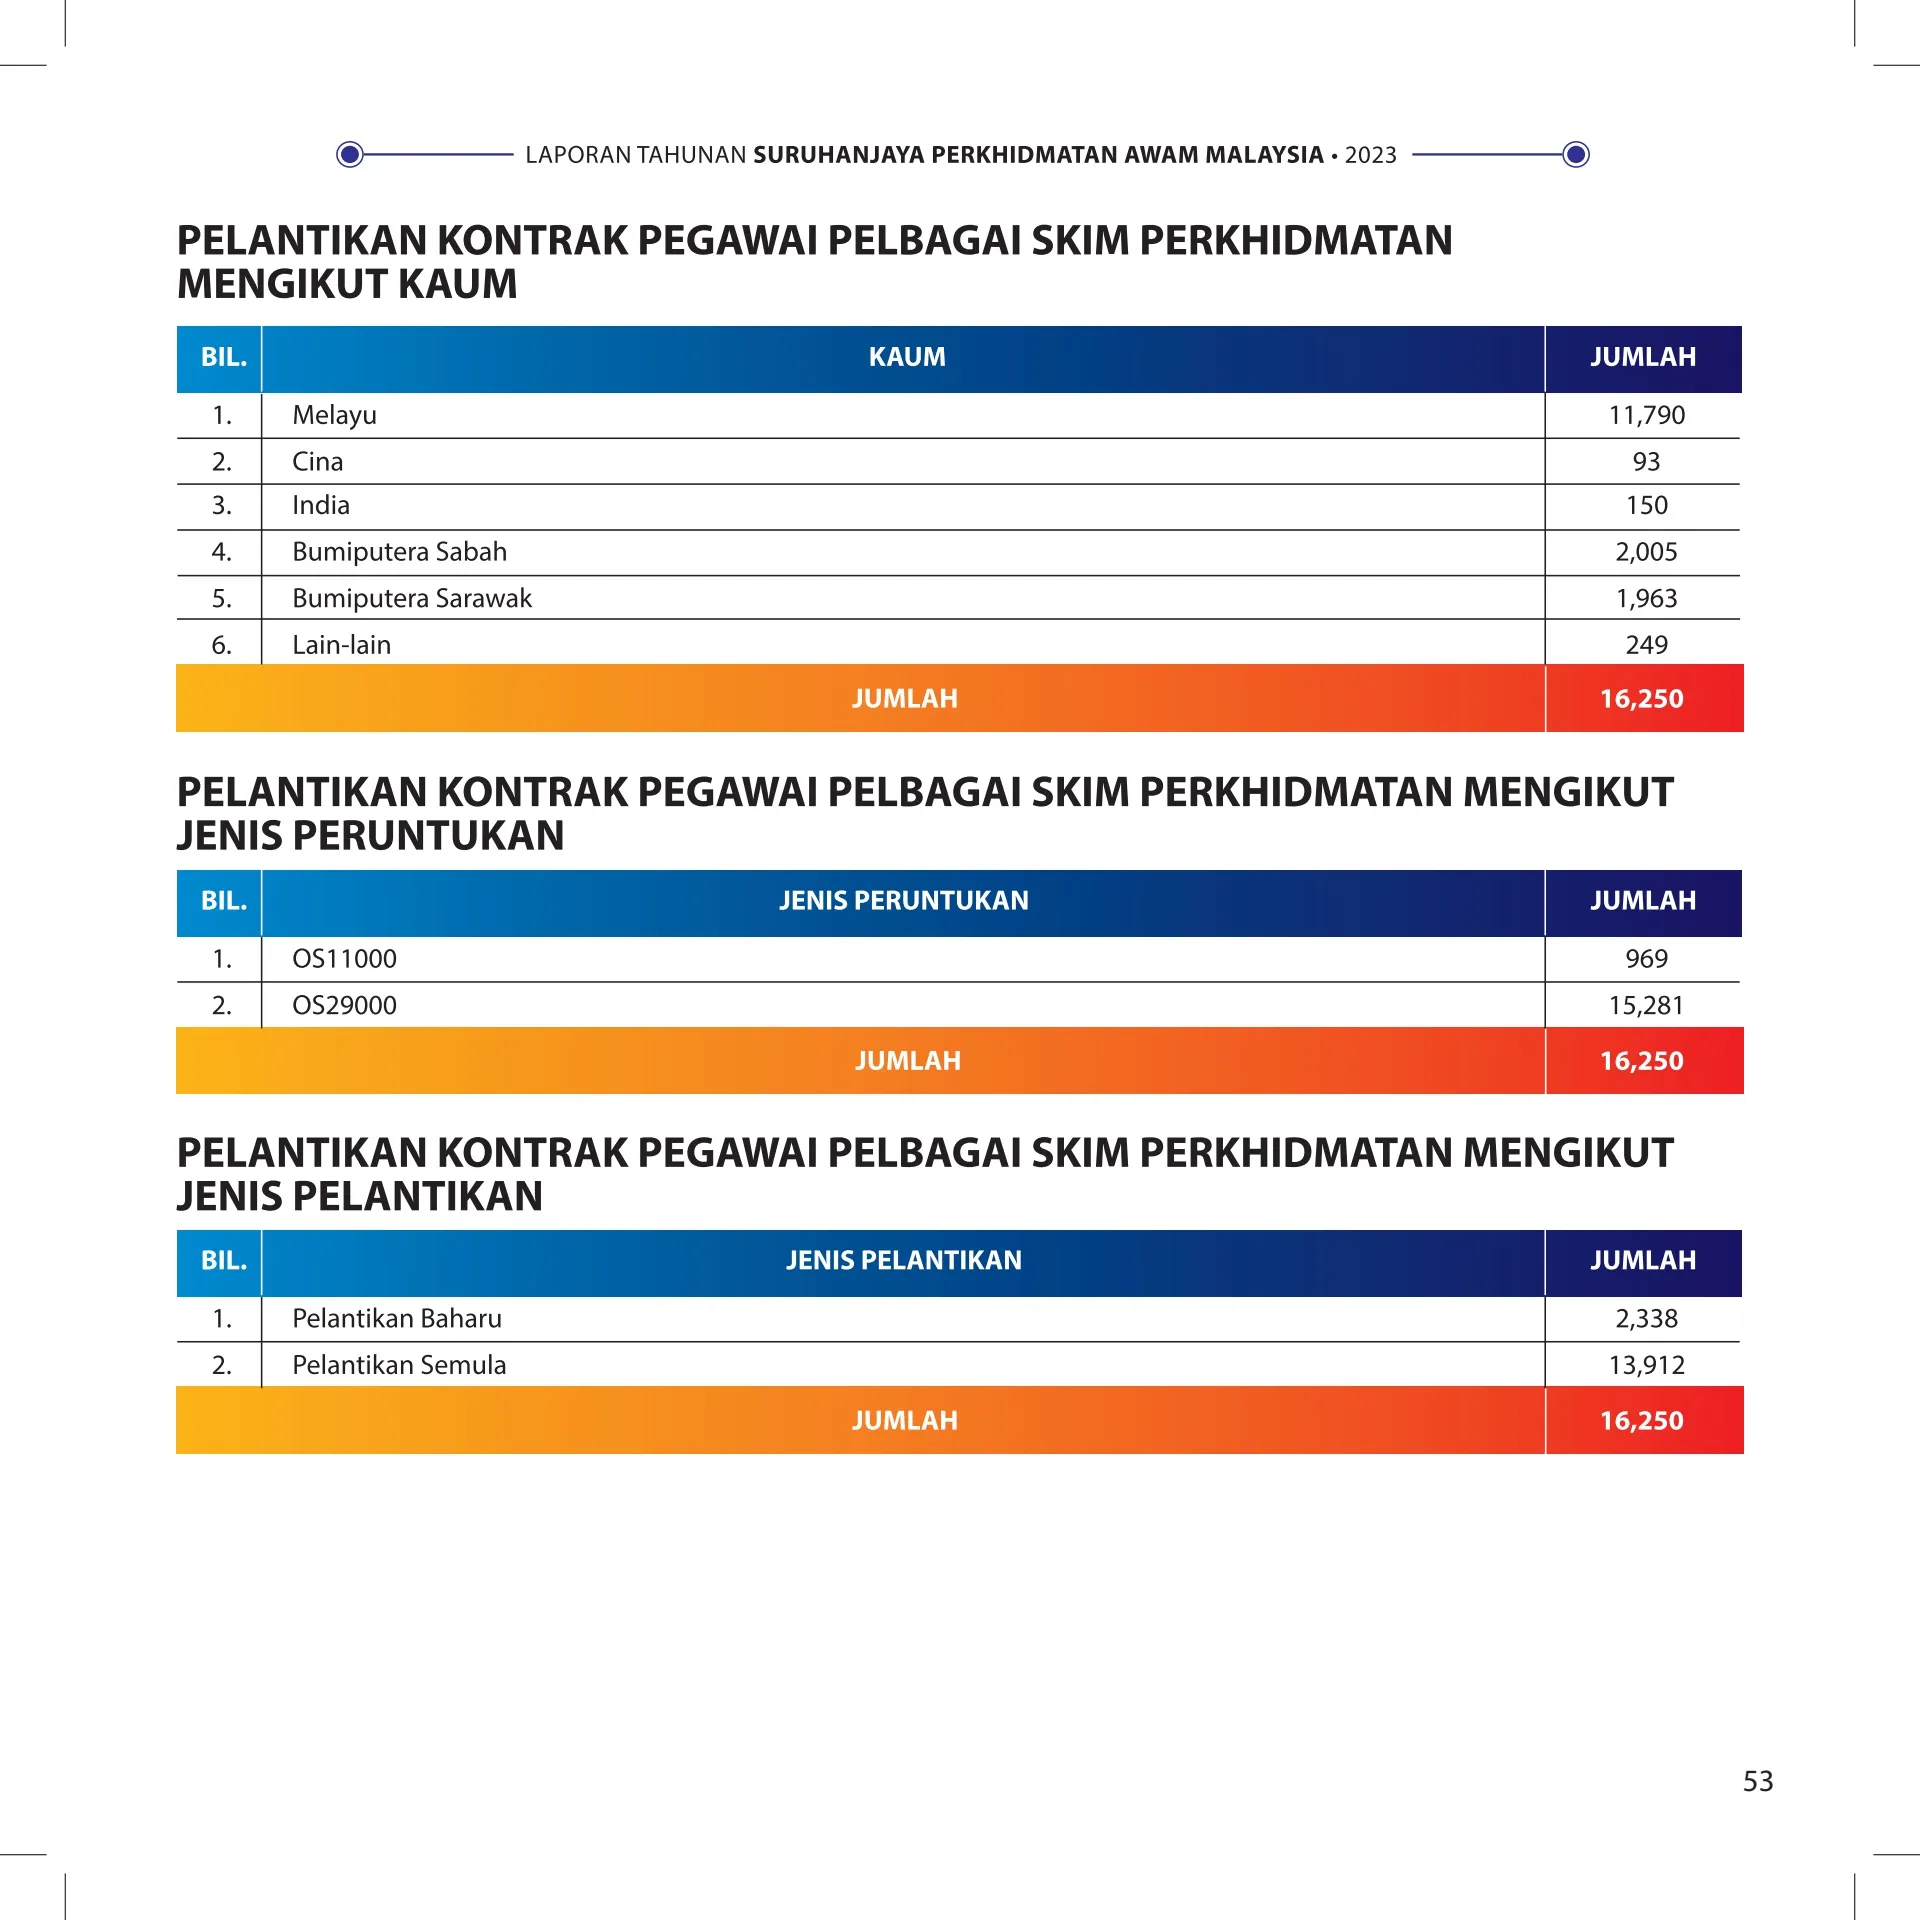 LAPORAN TAHUNAN SURUHANJAYA PERKHIDMATAN AWAM MALAYSIA • 2023
PELANTIKAN KONTRAK PEGAWAI PELBAGAI SKIM PERKHIDMATAN
MENGIKUT KAUM
BIL. KAUM JUMLAH
1. Melayu 11,790
2. Cina 93
3. India 150
4. Bumiputera Sabah 2,005
5. Bumiputera Sarawak 1,963
6. Lain-lain 249
JUMLAH 16,250
PELANTIKAN KONTRAK PEGAWAI PELBAGAI SKIM PERKHIDMATAN MENGIKUT
JENIS PERUNTUKAN
BIL. JENIS PERUNTUKAN JUMLAH
1. OS11000 969
2. OS29000 15,281
JUMLAH 16,250
PELANTIKAN KONTRAK PEGAWAI PELBAGAI SKIM PERKHIDMATAN MENGIKUT
JENIS PELANTIKAN
BIL. JENIS PELANTIKAN JUMLAH
1. Pelantikan Baharu 2,338
2. Pelantikan Semula 13,912
JUMLAH 16,250
53